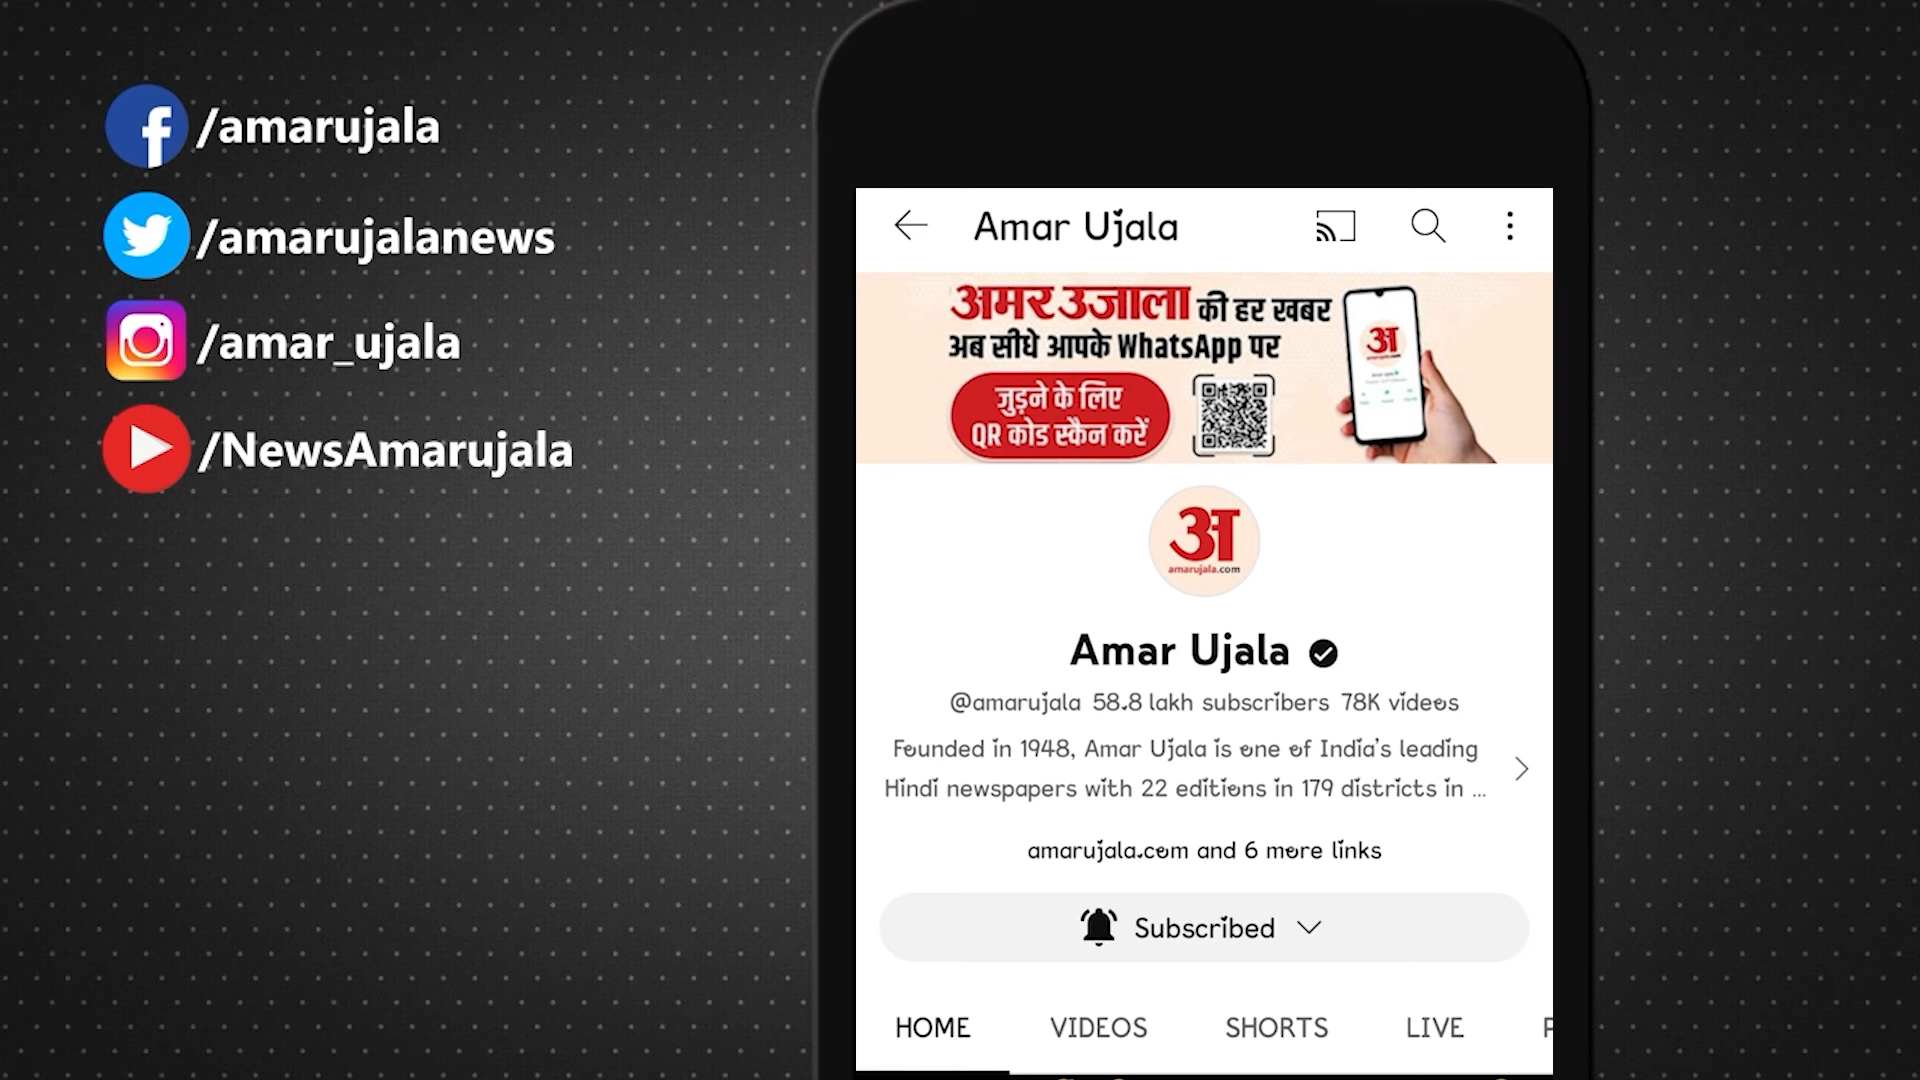 /amarujala
/amarujalanews
/amar_ujala
/NewsAmarujala
Amar Ujala
अमर उजाला की हर खबर
अब सीधे आपके WhatsApp पर
जुड़ने के लिए
QR कोड स्कैन करें
अ
अ
amarujala.com
Amar Ujala
@amarujala 58.8 lakh subscribers 78K videos
Founded in 1948, Amar Ujala is one of India's leading
Hindi newspapers with 22 editions in 179 districts in ...
amarujala.com and 6 more links
Subscribed
HOME VIDEOS SHORTS LIVE